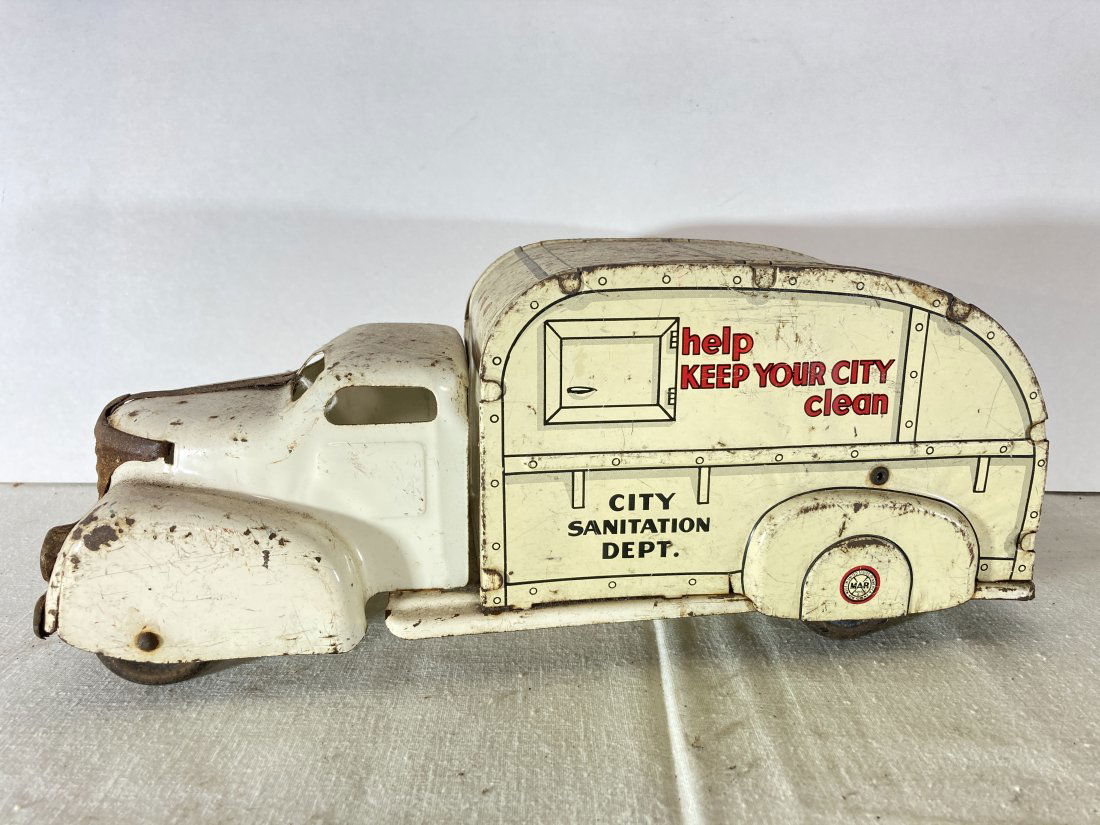 help
KEEP YOUR CITY
clean
CITY
SANITATION
DEPT.
MAR